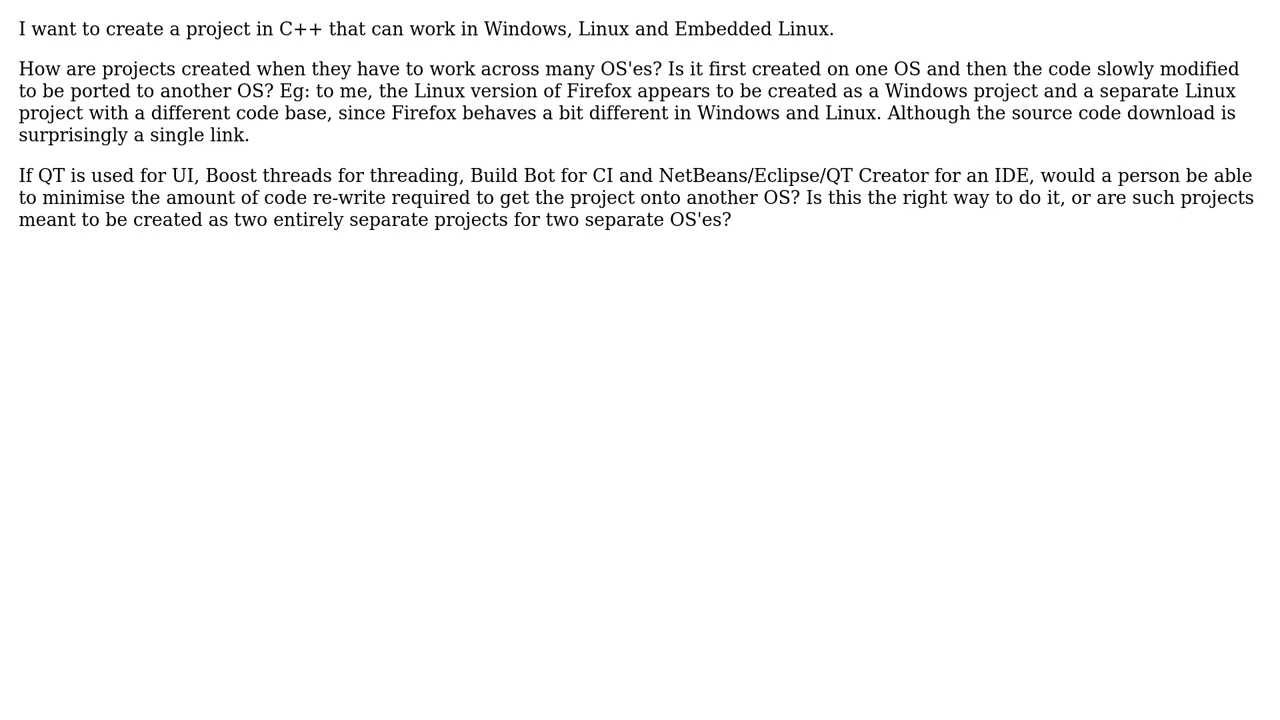 I want to create a project in C++ that can work in Windows, Linux and Embedded Linux.
How are projects created when they have to work across many OS'es? Is it first created on one OS and then the code slowly modified
to be ported to another OS? Eg: to me, the Linux version of Firefox appears to be created as a Windows project and a separate Linux
project with a different code base, since Firefox behaves a bit different in Windows and Linux. Although the source code download is
surprisingly a single link.
If QT is used for UI, Boost threads for threading, Build Bot for CI and NetBeans/Eclipse/QT Creator for an IDE, would a person be able
to minimise the amount of code re-write required to get the project onto another OS? Is this the right way to do it, or are such projects
meant to be created as two entirely separate projects for two separate OS'es?